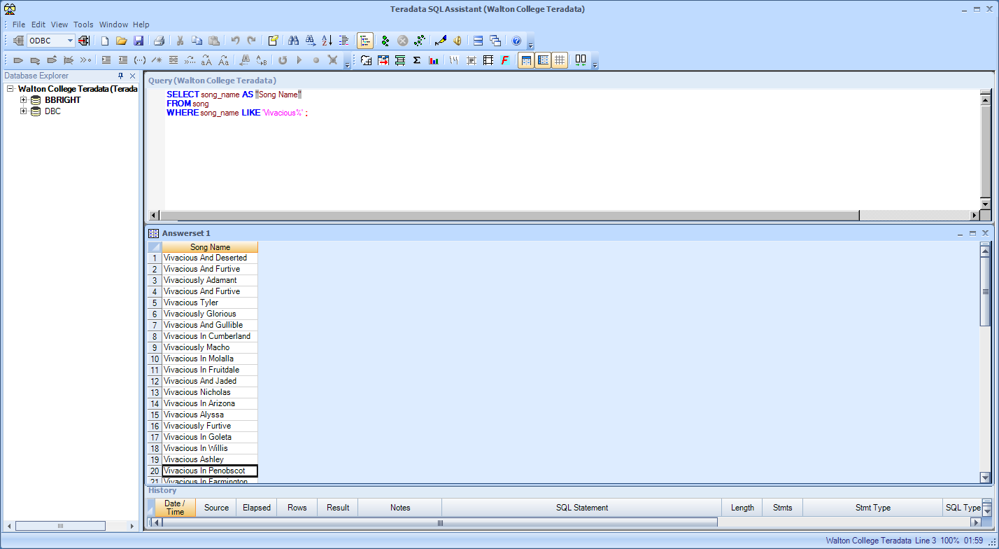 Teradata SQL Assistant (Walton College Teradata)
File Edit View Tools Window Help
ODBC
Database Explorer
Walton College Teradata (Terada
BBRIGHT
DBC
Query (Walton College Teradata)
SELECT song_name AS "Song Name"
FROM song
WHERE song_name LIKE 'Vivacious%' ;
Answerset 1
Song Name
1 Vivacious And Deserted
2 Vivacious And Furtive
3 Vivaciously Adamant
4 Vivacious And Furtive
5 Vivacious Tyler
6 Vivaciously Glorious
7 Vivacious And Gullible
8 Vivacious In Cumberland
9 Vivaciously Macho
10 Vivacious In Molalla
11 Vivacious In Fruitdale
12 Vivacious And Jaded
13 Vivacious Nicholas
14 Vivacious In Arizona
15 Vivacious Alyssa
16 Vivaciously Furtive
17 Vivacious In Goleta
18 Vivacious In Willis
19 Vivacious Ashley
20 Vivacious In Penobscot
21 Vivacious In Farmington
History
Date / Time Source Elapsed Rows Result Notes SQL Statement Length Stmts Stmt Type SQL Type
Walton College Teradata Line 3 100% 01:59